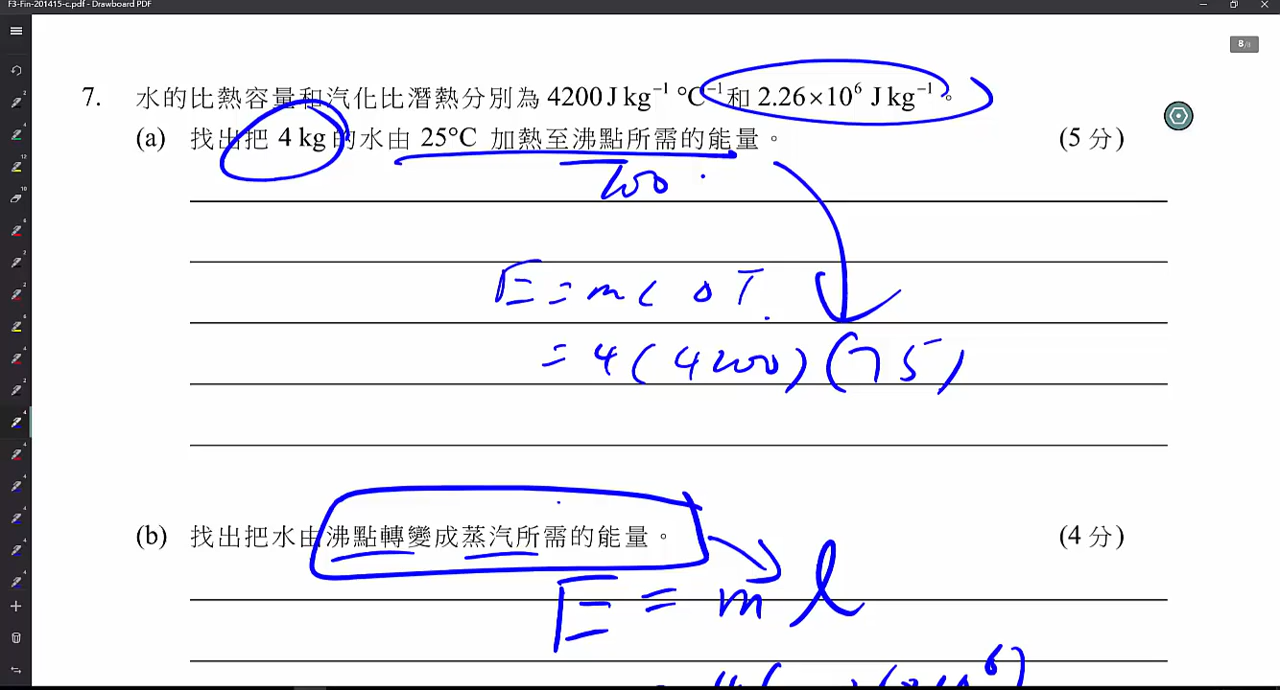 F3-Fin-201415-c.pdf - Drawboard PDF
8/8
7. 水的比熱容量和汽化比潛熱分別為 4200 J kg⁻¹ °C⁻¹ 和 2.26×10⁶ J kg⁻¹。
(a) 找出把 4 kg 的水由 25°C 加熱至沸點所需的能量。 (5 分)
100
E = mc ΔT
= 4 (4200) (75)
(b) 找出把水由沸點轉變成蒸汽所需的能量。 (4 分)
E = m l